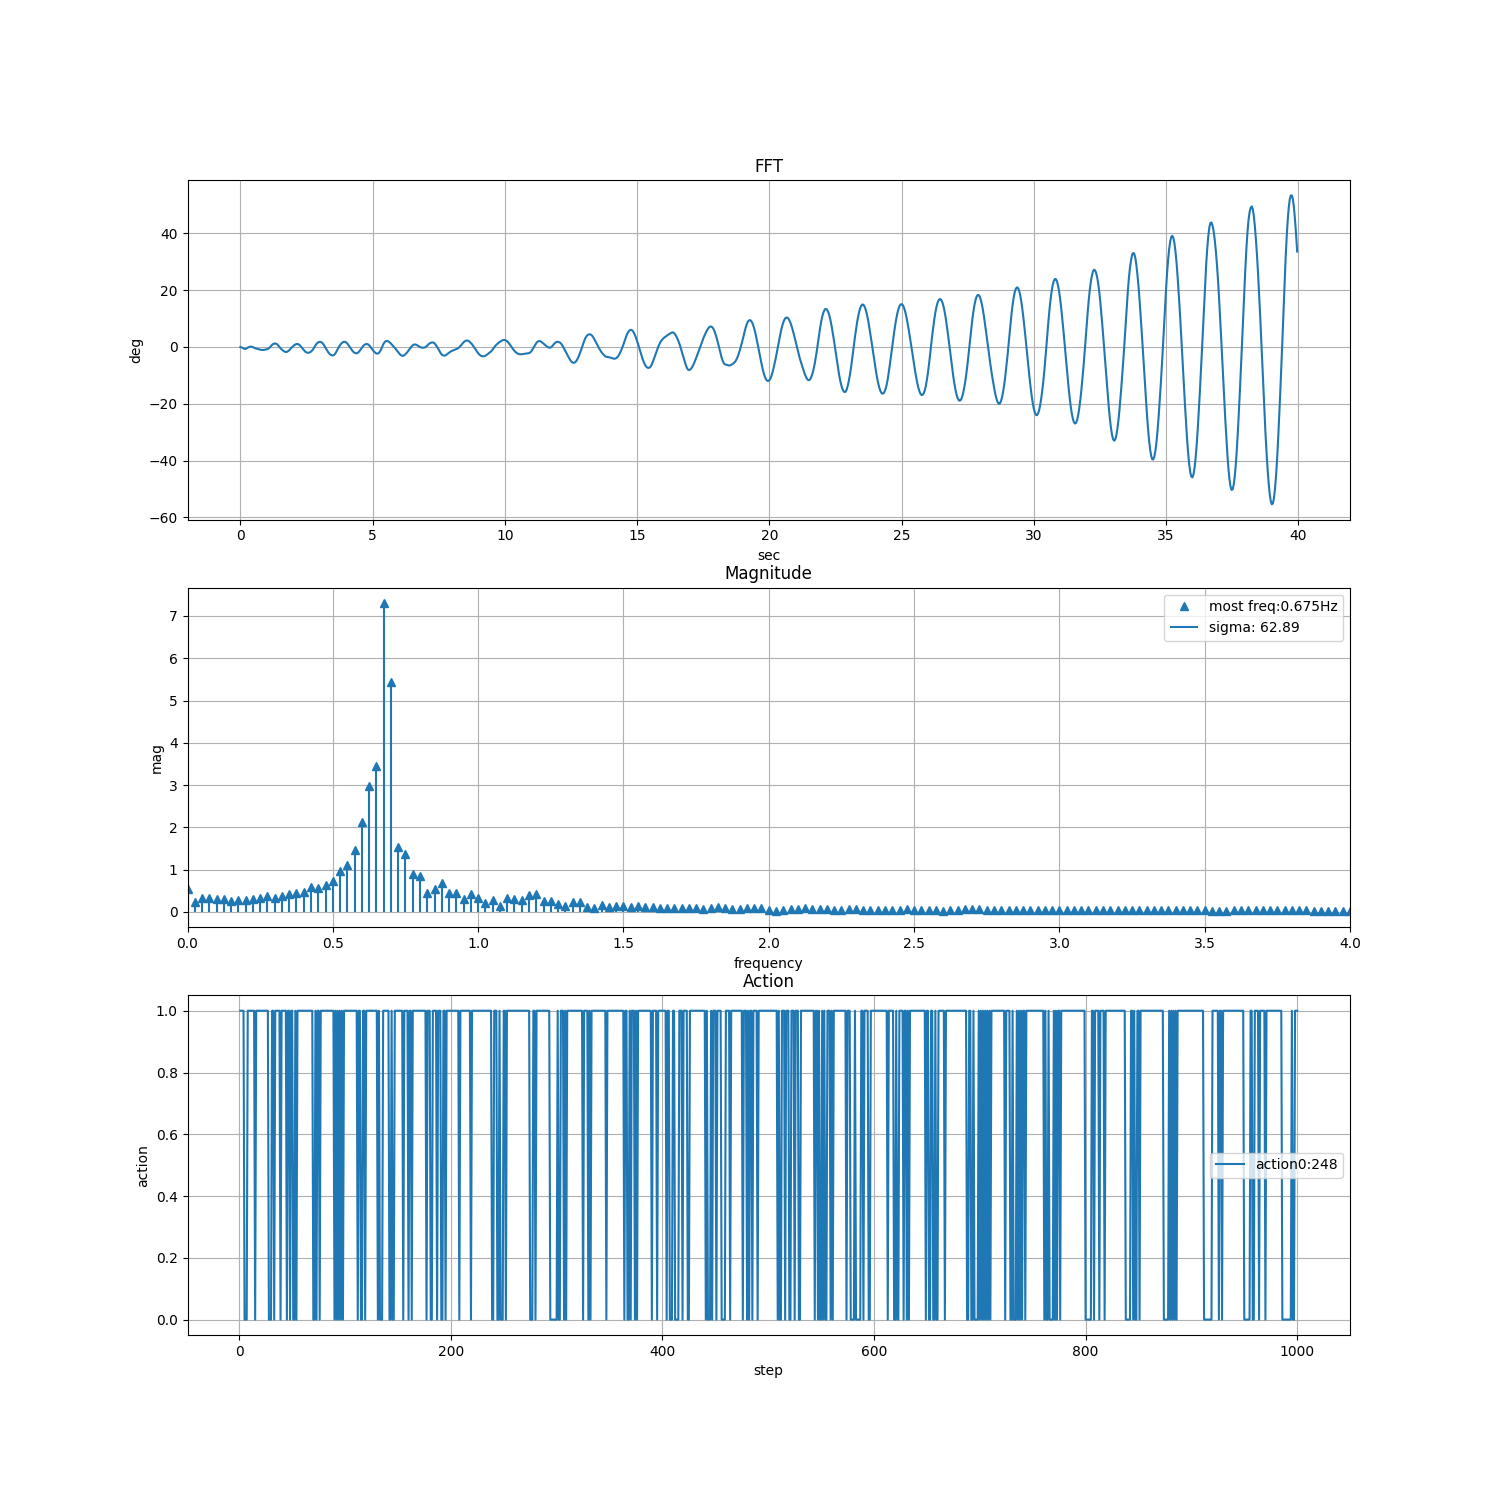 FFT
40
20
0
−20
−40
−60
deg
0 5 10 15 20 25 30 35 40
sec
Magnitude
most freq:0.675Hz
sigma: 62.89
7
6
5
4
3
2
1
0
mag
0.0 0.5 1.0 1.5 2.0 2.5 3.0 3.5 4.0
frequency
Action
1.0
0.8
0.6
0.4
0.2
0.0
action
action0:248
0 200 400 600 800 1000
step